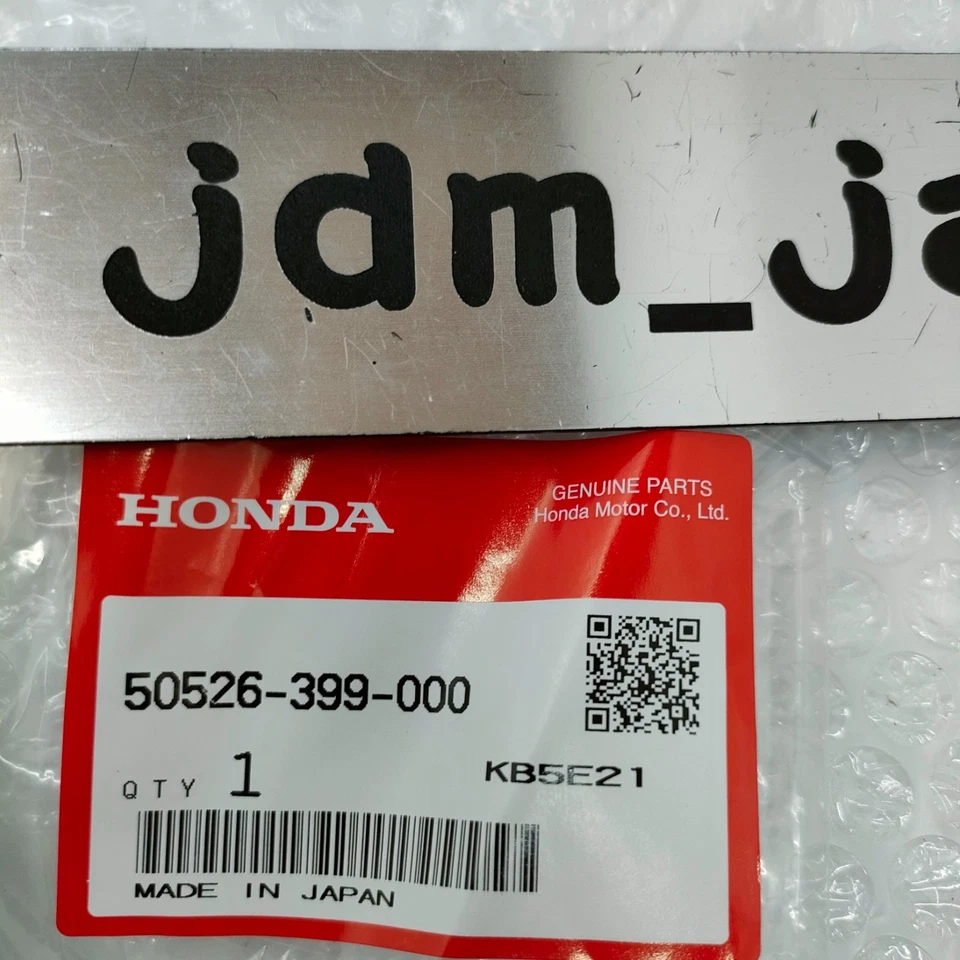 jdm_ja
HONDA
GENUINE PARTS
Honda Motor Co., Ltd.
50526-399-000
QTY 1
KB5E21
MADE IN JAPAN